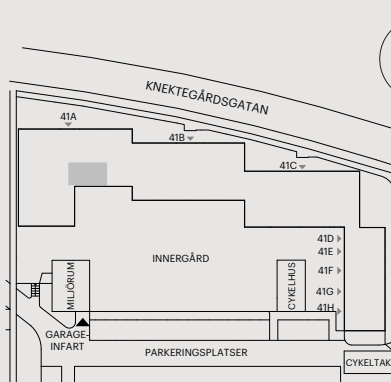 KNEKTEGÅRDSGATAN
41A
41B
41C
41D
41E
41F
41G
41H
INNERGÅRD
MILJÖRUM
CYKELHUS
GARAGE-
INFART
PARKERINGSPLATSER
CYKELTAK